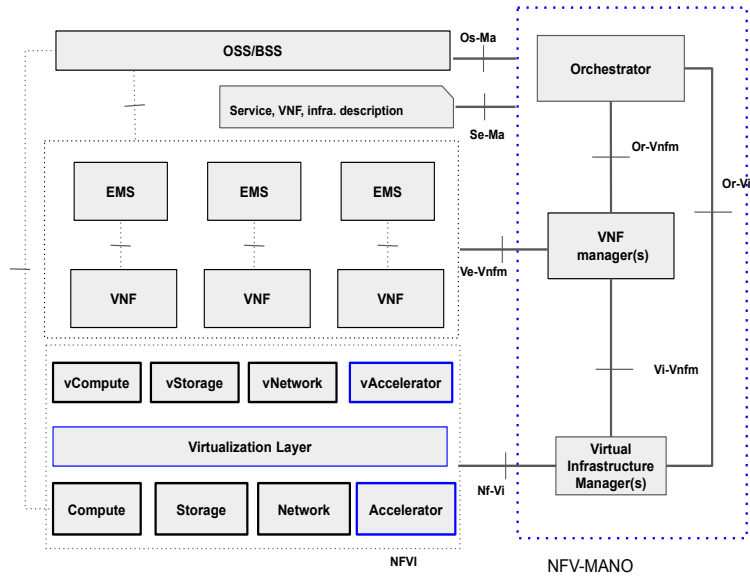 Os-Ma
OSS/BSS
Orchestrator
Service, VNF, infra. description
Se-Ma
Or-Vnfm
Or-Vi
EMS
EMS
EMS
VNF
manager(s)
Ve-Vnfm
VNF
VNF
VNF
vCompute
vStorage
vNetwork
vAccelerator
Vi-Vnfm
Virtualization Layer
Virtual
Infrastructure
Manager(s)
Nf-Vi
Compute
Storage
Network
Accelerator
NFVI
NFV-MANO